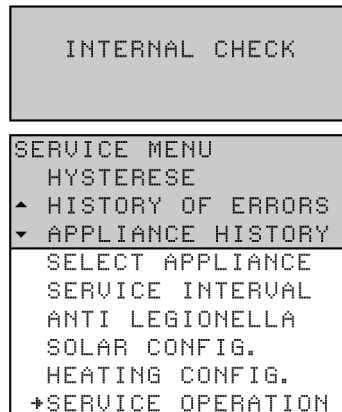 INTERNAL CHECK
SERVICE MENU
HYSTERESE
HISTORY OF ERRORS
APPLIANCE HISTORY
SELECT APPLIANCE
SERVICE INTERVAL
ANTI LEGIONELLA
SOLAR CONFIG.
HEATING CONFIG.
SERVICE OPERATION